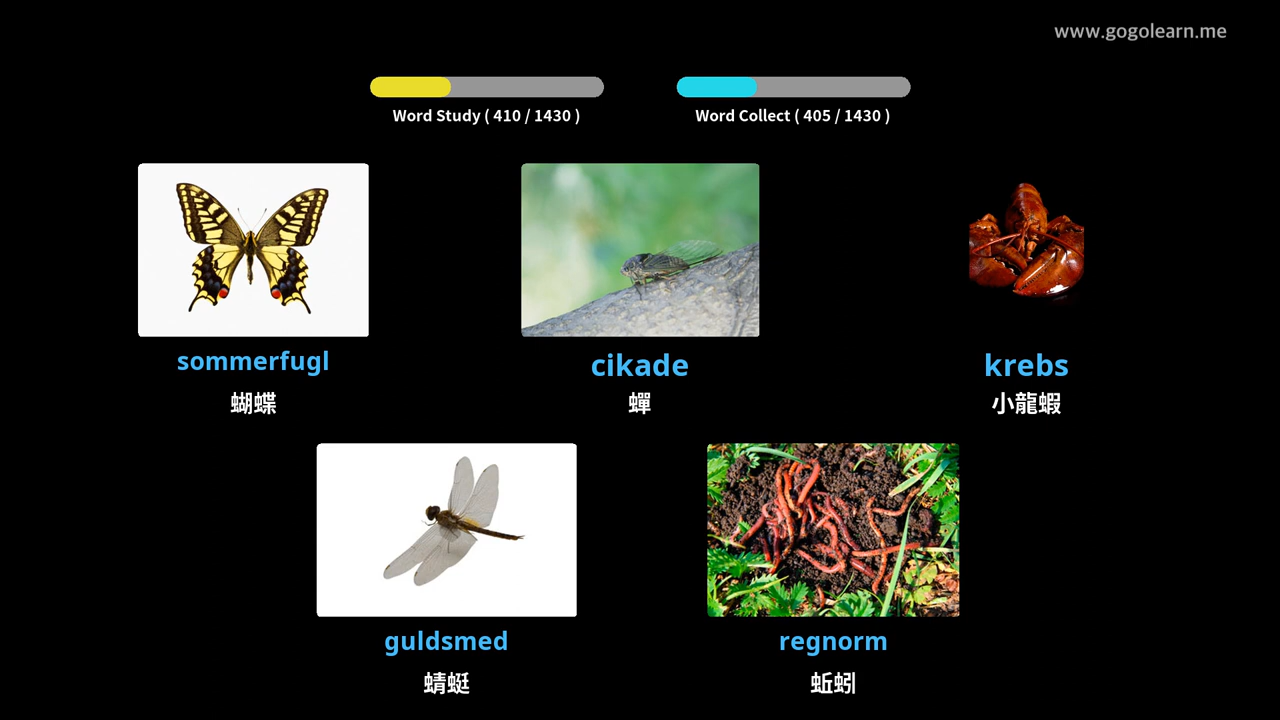 www.gogolearn.me
Word Study ( 410 / 1430 )
Word Collect ( 405 / 1430 )
sommerfugl
蝴蝶
cikade
蟬
krebs
小龍蝦
guldsmed
蜻蜓
regnorm
蚯蚓